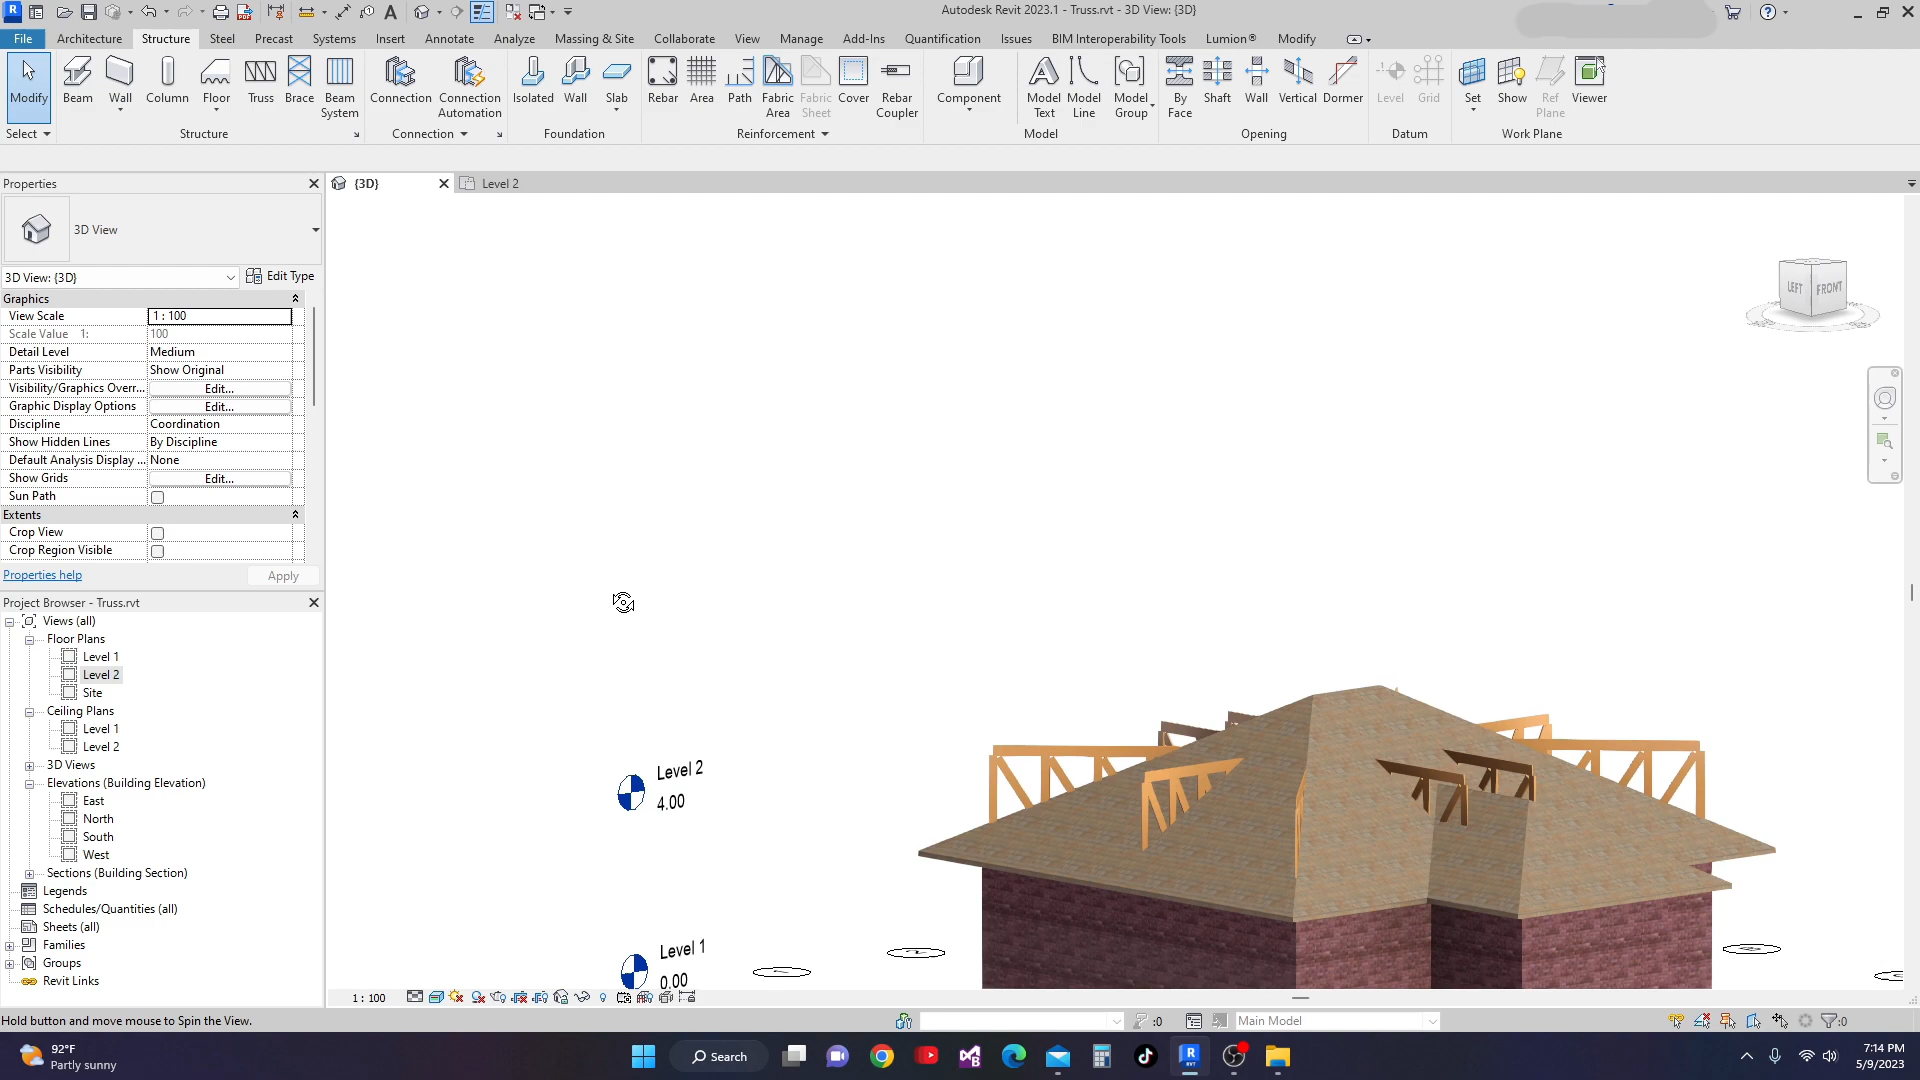 Autodesk Revit 2023.1 - Truss.rvt - 3D View: {3D}
File Architecture Structure Steel Precast Systems Insert Annotate Analyze Massing & Site Collaborate View Manage Add-Ins Quantification Issues BIM Interoperability Tools Lumion® Modify
Modify Beam Wall Column Floor Truss Brace Beam System Connection Connection Automation Isolated Wall Slab Rebar Area Path Fabric Area Fabric Sheet Cover Rebar Coupler Component Model Text Model Line Model Group By Face Shaft Wall Vertical Dormer Level Grid Set Show Ref Plane Viewer
Select Structure Connection Foundation Reinforcement Model Opening Datum Work Plane
Properties
{3D} Level 2
3D View
3D View: {3D} Edit Type
Graphics
View Scale 1 : 100
Scale Value 1: 100
Detail Level Medium
Parts Visibility Show Original
Visibility/Graphics Overr... Edit...
Graphic Display Options Edit...
Discipline Coordination
Show Hidden Lines By Discipline
Default Analysis Display ... None
Show Grids Edit...
Sun Path
Extents
Crop View
Crop Region Visible
Properties help Apply
Project Browser - Truss.rvt
Views (all)
Floor Plans
Level 1
Level 2
Site
Ceiling Plans
Level 1
Level 2
3D Views
Elevations (Building Elevation)
East
North
South
West
Sections (Building Section)
Legends
Schedules/Quantities (all)
Sheets (all)
Families
Groups
Revit Links
LEFT FRONT
Level 2
4.00
Level 1
0.00
1 : 100
Hold button and move mouse to Spin the View.
:0
Main Model
:0
92°F
Partly sunny
Search
7:14 PM
5/9/2023